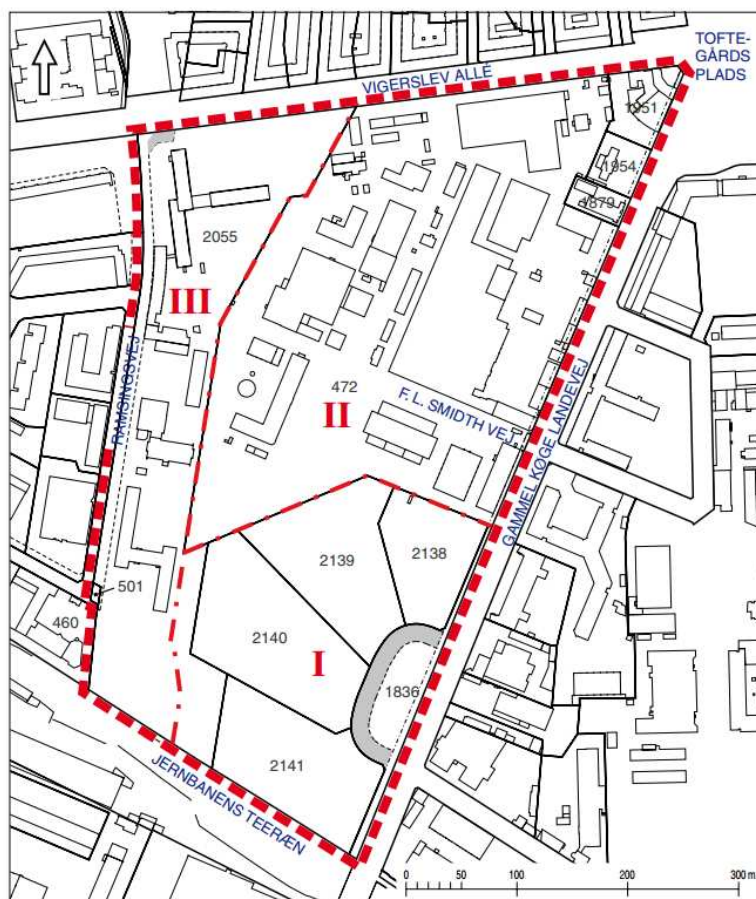 TOFTE-
GÅRDS
PLADS
VIGERSLEV ALLÉ
1951
1954
1879
2055
III
RAMSINGSVEJ
472
II
F. L. SMIDTH VEJ
GAMMEL KØGE LANDEVEJ
2138
2139
501
460
2140
I
1836
2141
JERNBANENS TEERÆN
0 50 100 200 300 m